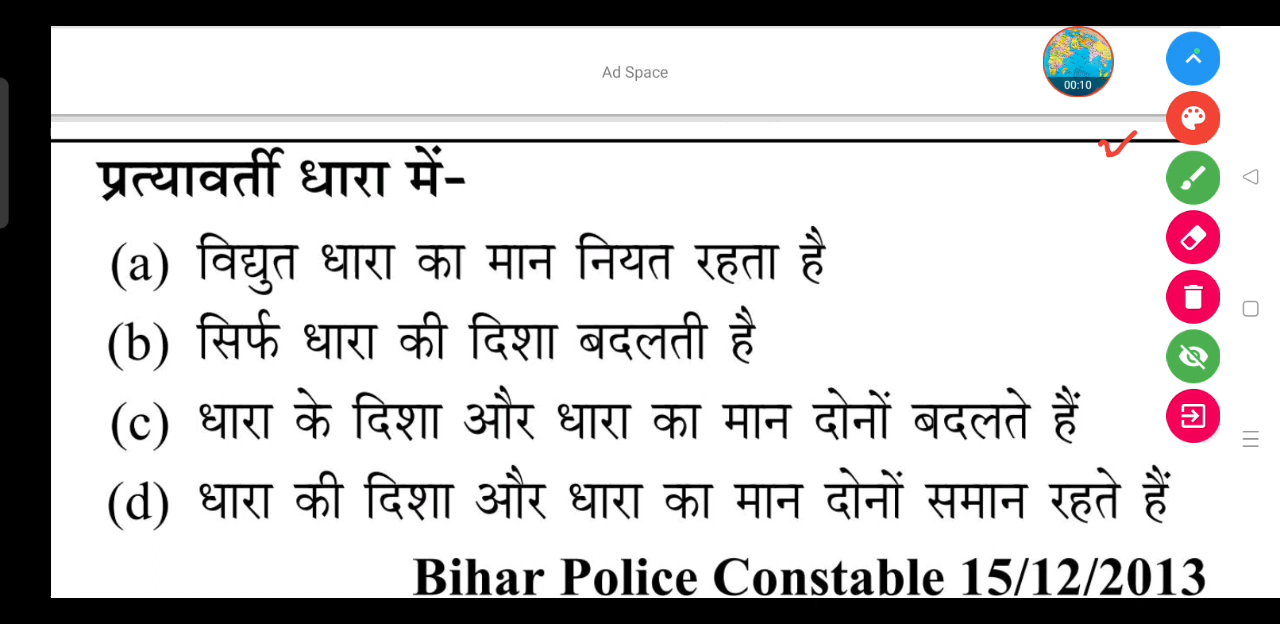 Ad Space
00:10
प्रत्यावर्ती धारा में-
(a) विद्युत धारा का मान नियत रहता है
(b) सिर्फ धारा की दिशा बदलती है
(c) धारा के दिशा और धारा का मान दोनों बदलते हैं
(d) धारा की दिशा और धारा का मान दोनों समान रहते हैं
Bihar Police Constable 15/12/2013